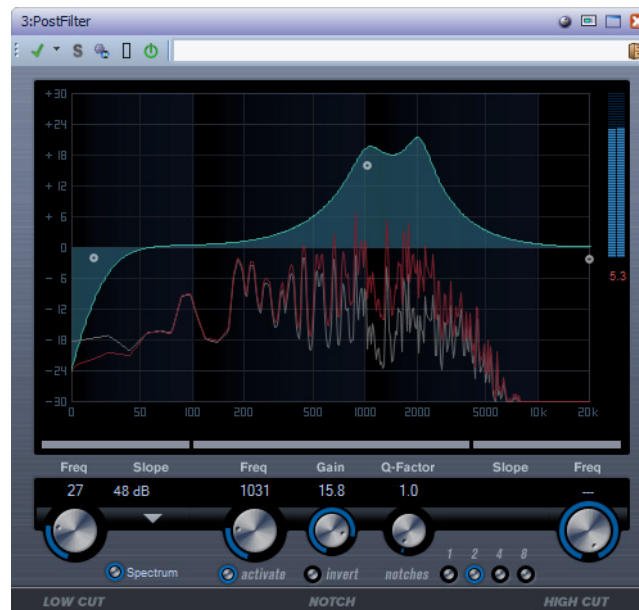 3:PostFilter
S
+30
+24
+18
+12
+6
0
-6
-12
-18
-24
-30
5.3
0 50 100 200 500 1000 2000 5000 10k 20k
Freq Slope Freq Gain Q-Factor Slope Freq
27 48 dB 1031 15.8 1.0 ---
1 2 4 8
Spectrum activate invert notches
LOW CUT NOTCH HIGH CUT